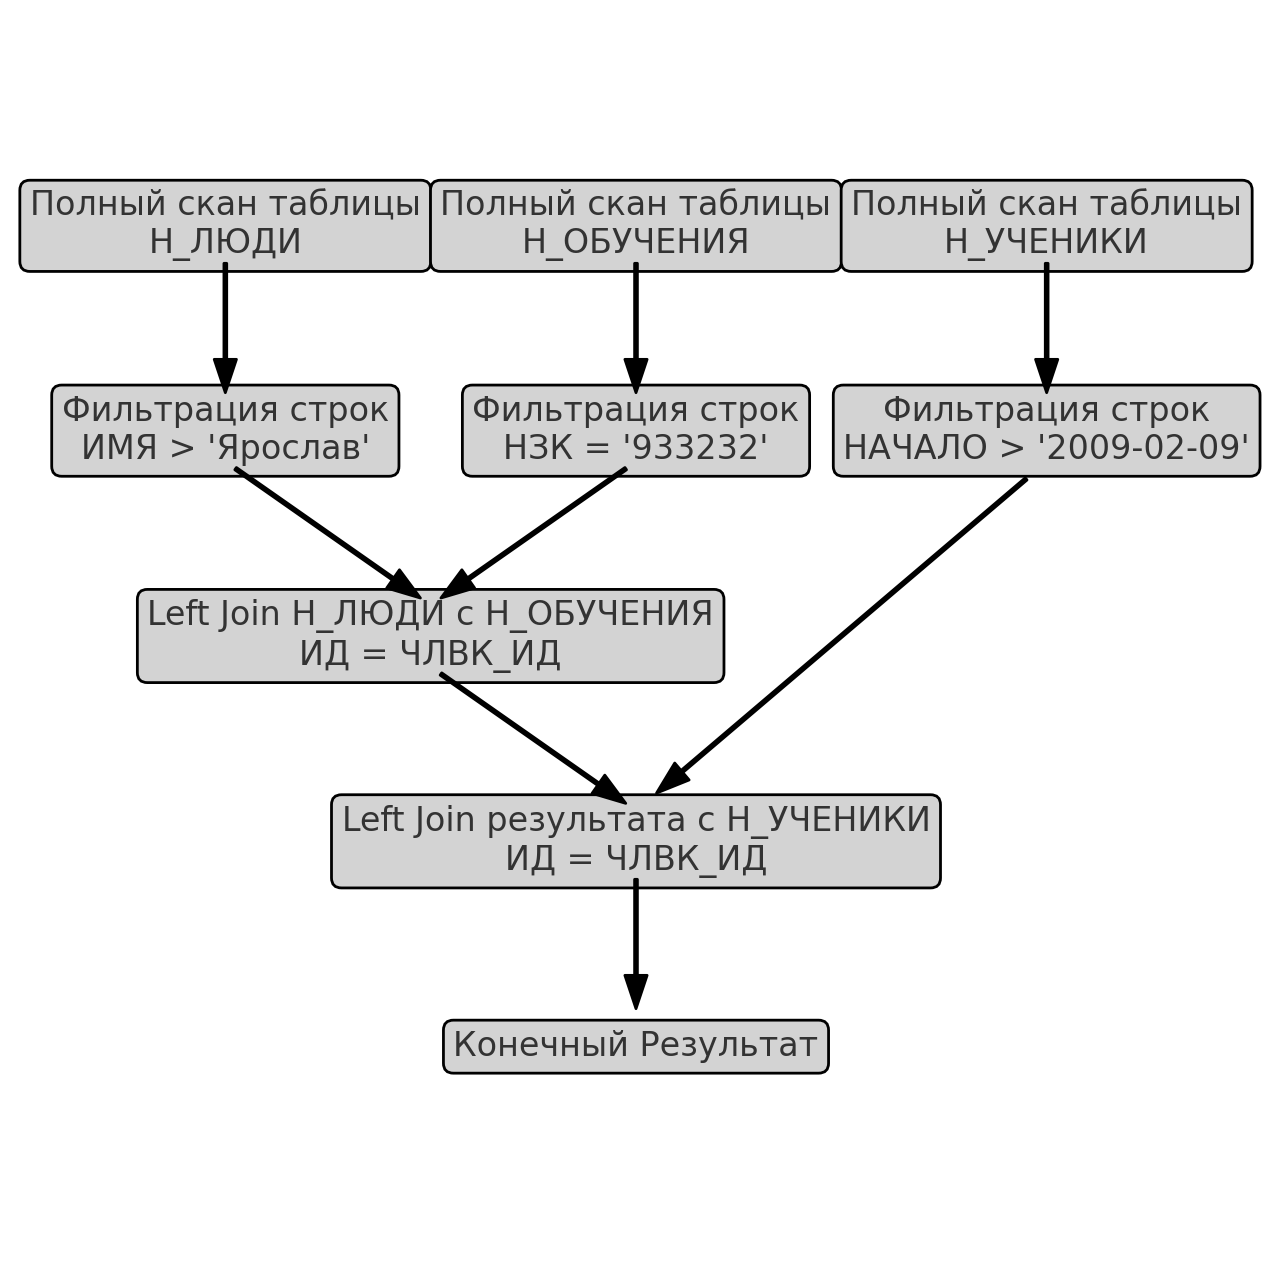 Полный скан таблицы
Н_ЛЮДИ
Полный скан таблицы
Н_ОБУЧЕНИЯ
Полный скан таблицы
Н_УЧЕНИКИ
Фильтрация строк
ИМЯ > 'Ярослав'
Фильтрация строк
НЗК = '933232'
Фильтрация строк
НАЧАЛО > '2009-02-09'
Left Join Н_ЛЮДИ с Н_ОБУЧЕНИЯ
ИД = ЧЛВК_ИД
Left Join результата с Н_УЧЕНИКИ
ИД = ЧЛВК_ИД
Конечный Результат